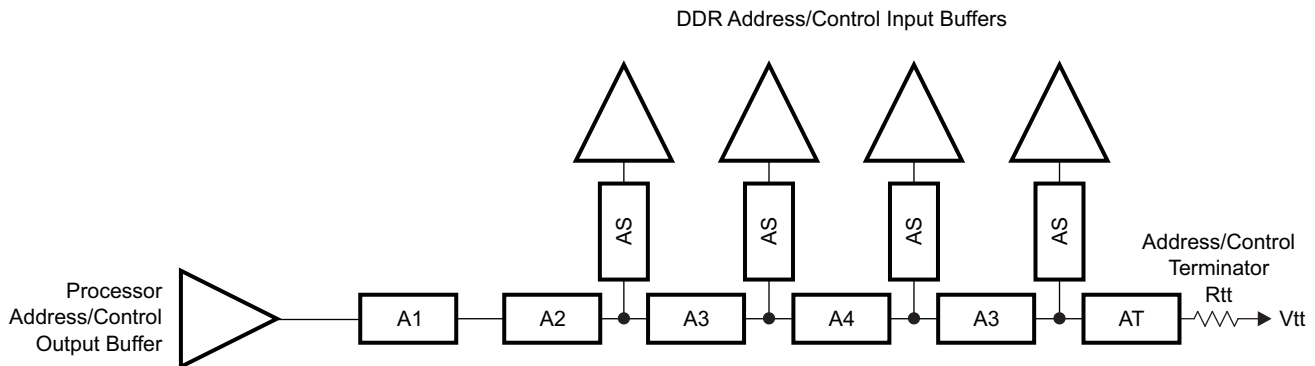 DDR Address/Control Input Buffers
AS
AS
AS
AS
Processor
Address/Control
Output Buffer
A1
A2
A3
A4
A3
AT
Address/Control
Terminator
Rtt
Vtt